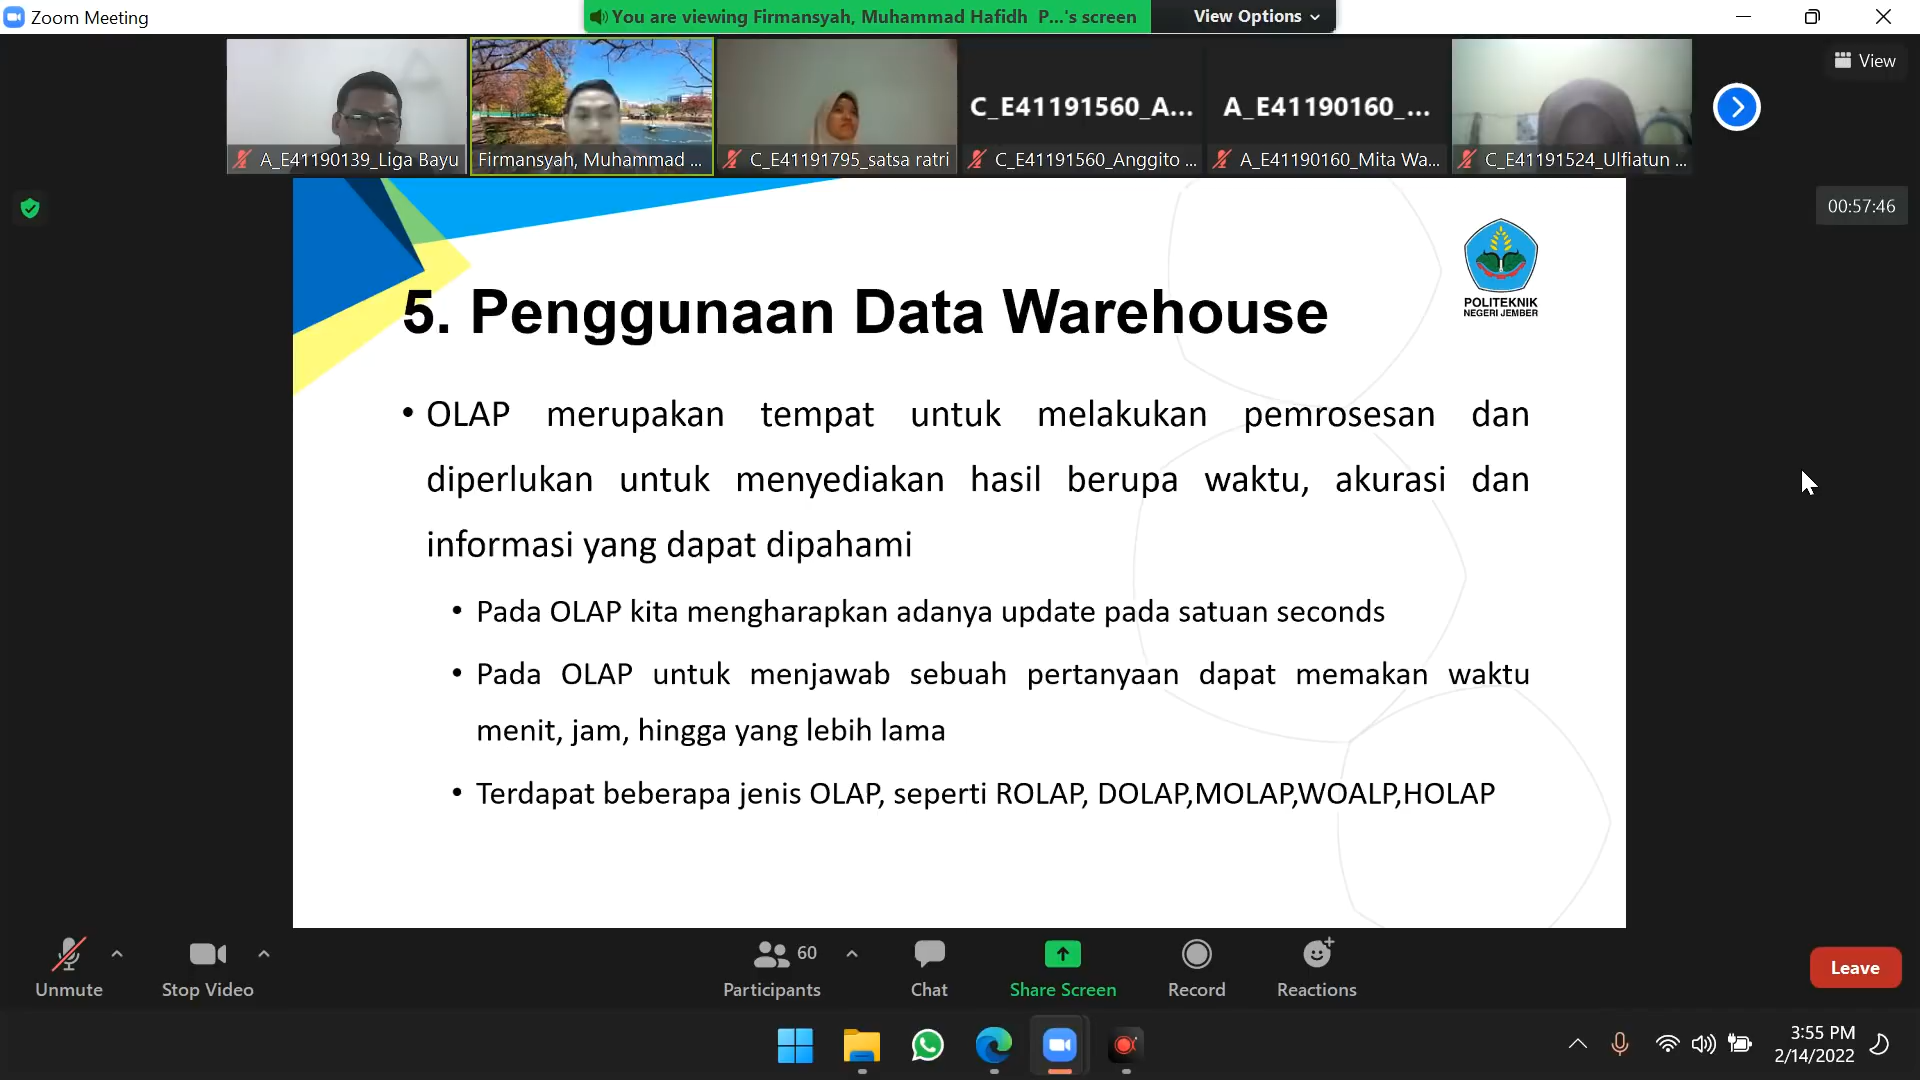 Zoom Meeting
You are viewing Firmansyah, Muhammad Hafidh P...'s screen
View Options
View
C_E41191560_A...
A_E41190160_...
A_E41190139_Liga Bayu
Firmansyah, Muhammad ...
C_E41191795_satsa ratri
C_E41191560_Anggito ...
A_E41190160_Mita Wa...
C_E41191524_Ulfiatun ...
00:57:46
POLITEKNIK
NEGERI JEMBER
5. Penggunaan Data Warehouse
• OLAP merupakan tempat untuk melakukan pemrosesan dan
diperlukan untuk menyediakan hasil berupa waktu, akurasi dan
informasi yang dapat dipahami
• Pada OLAP kita mengharapkan adanya update pada satuan seconds
• Pada OLAP untuk menjawab sebuah pertanyaan dapat memakan waktu
menit, jam, hingga yang lebih lama
• Terdapat beberapa jenis OLAP, seperti ROLAP, DOLAP,MOLAP,WOALP,HOLAP
Unmute
Stop Video
60
Participants
Chat
Share Screen
Record
Reactions
Leave
3:55 PM
2/14/2022